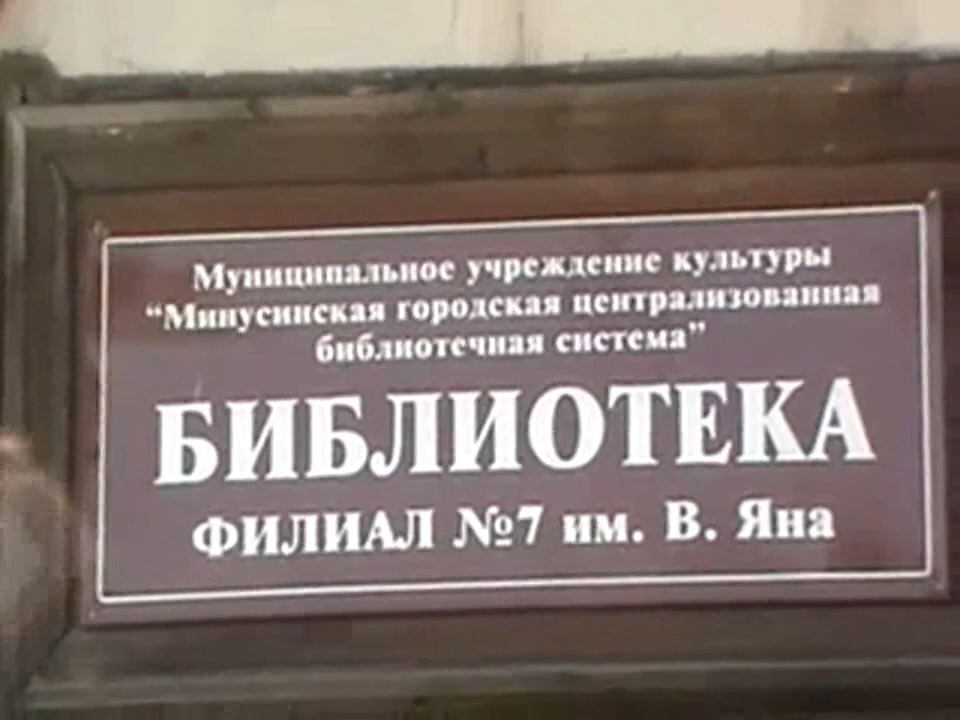 Муниципальное учреждение культуры
“Минусинская городская централизованная
библиотечная система”
БИБЛИОТЕКА
ФИЛИАЛ №7 им. В. Яна